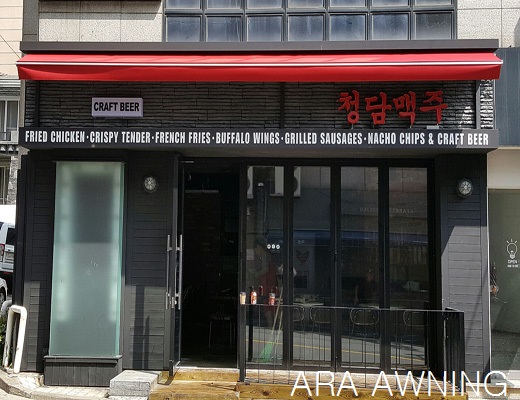 CRAFT BEER
청담맥주
FRIED CHICKEN·CRISPY TENDER·FRENCH FRIES·BUFFALO WINGS·GRILLED SAUSAGES·NACHO CHIPS & CRAFT BEER
OPEN
ARA AWNING